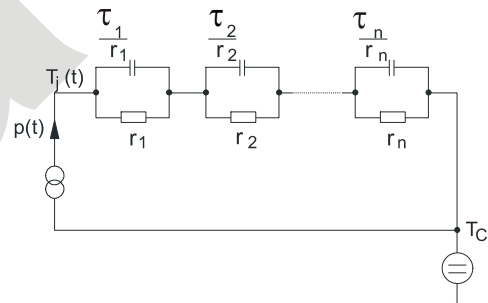 τ1/r1 τ2/r2 τn/rn
Tj(t)
p(t)
r1 r2 rn
TC